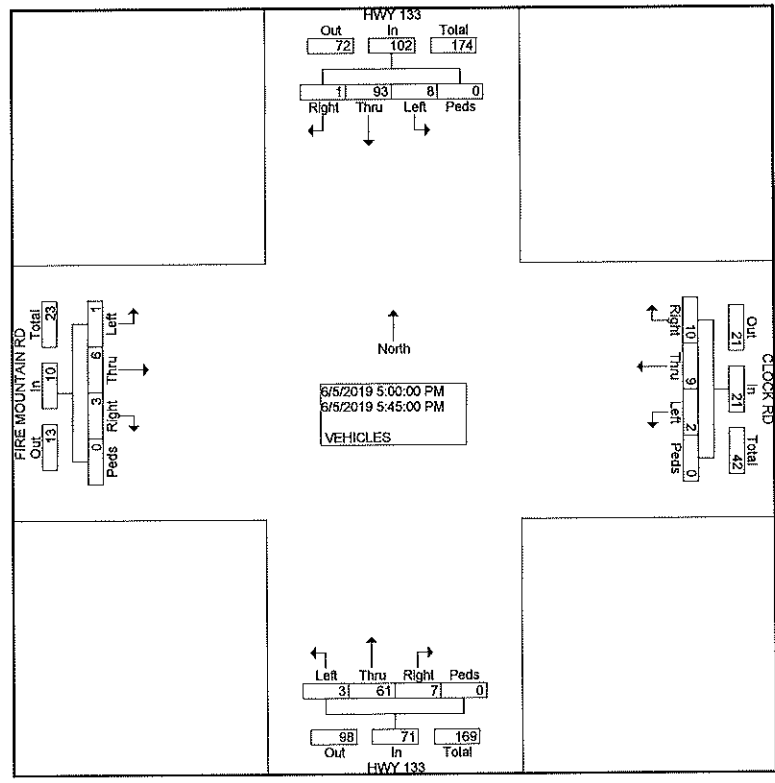 HWY 133
Out In Total
72 102 174
1 93 8 0
Right Thru Left Peds
FIRE MOUNTAIN RD
Total In Out
23 10 13
1 6 3 0
Left Thru Right Peds
North
6/5/2019 5:00:00 PM
6/5/2019 5:45:00 PM
VEHICLES
Right Thru Left Peds
10 9 2 0
21 21 42
Out In Total
CLOCK RD
Left Thru Right Peds
3 61 7 0
98 71 169
Out In Total
HWY 133